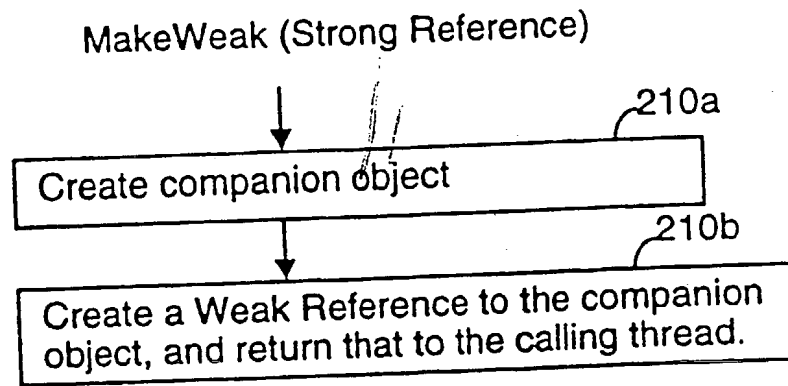 MakeWeak (Strong Reference)
210a
Create companion object
210b
Create a Weak Reference to the companion
object, and return that to the calling thread.